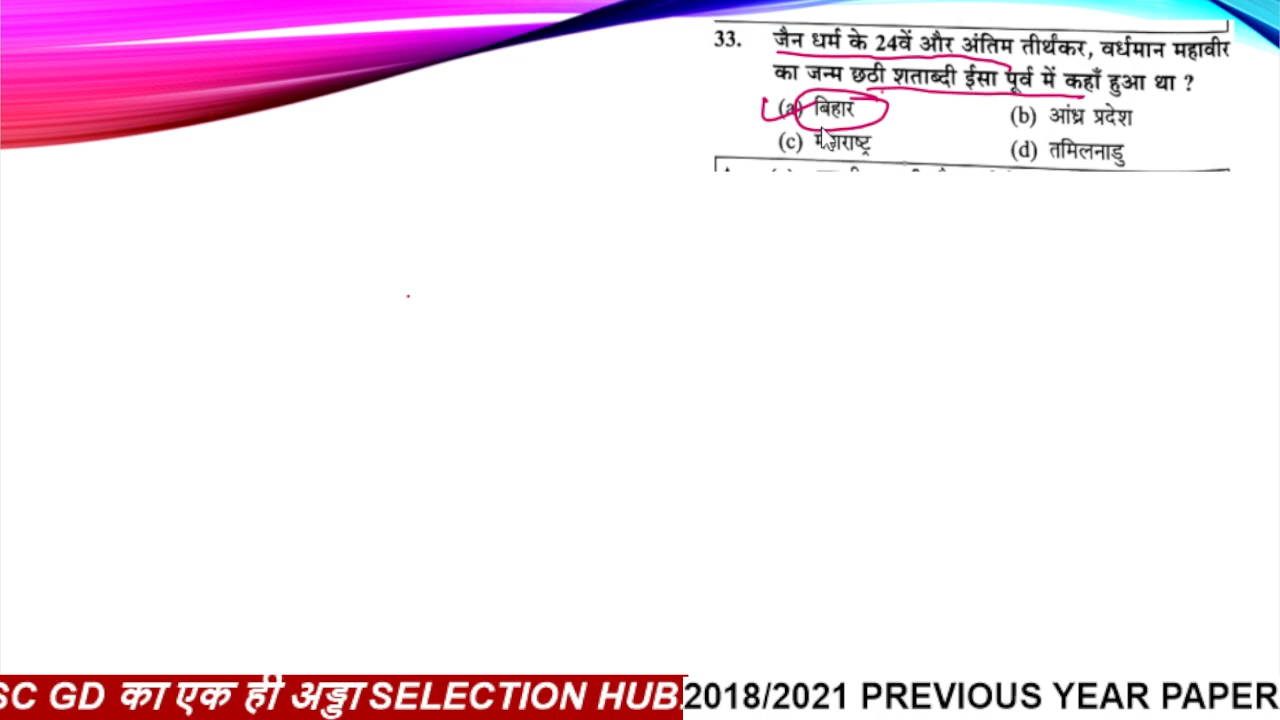 33. जैन धर्म के 24वें और अंतिम तीर्थंकर, वर्धमान महावीर
का जन्म छठी शताब्दी ईसा पूर्व में कहाँ हुआ था ?
(a) बिहार (b) आंध्र प्रदेश
(c) महाराष्ट्र (d) तमिलनाडु
SC GD का एक ही अड्डा SELECTION HUB. 2018/2021 PREVIOUS YEAR PAPER